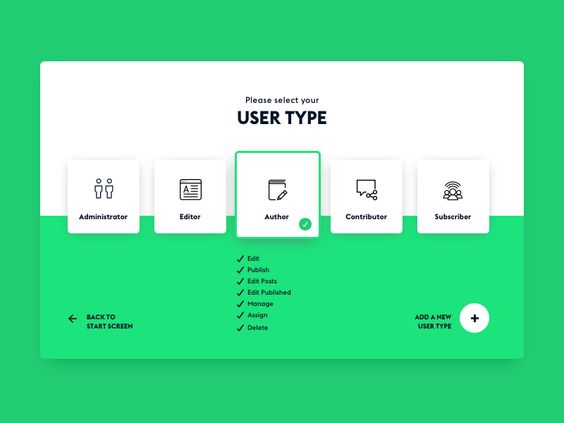 Please select your
USER TYPE
Administrator
Editor
Author
Contributor
Subscriber
Edit
Publish
Edit Posts
Edit Published
Manage
Assign
Delete
BACK TO
START SCREEN
ADD A NEW
USER TYPE